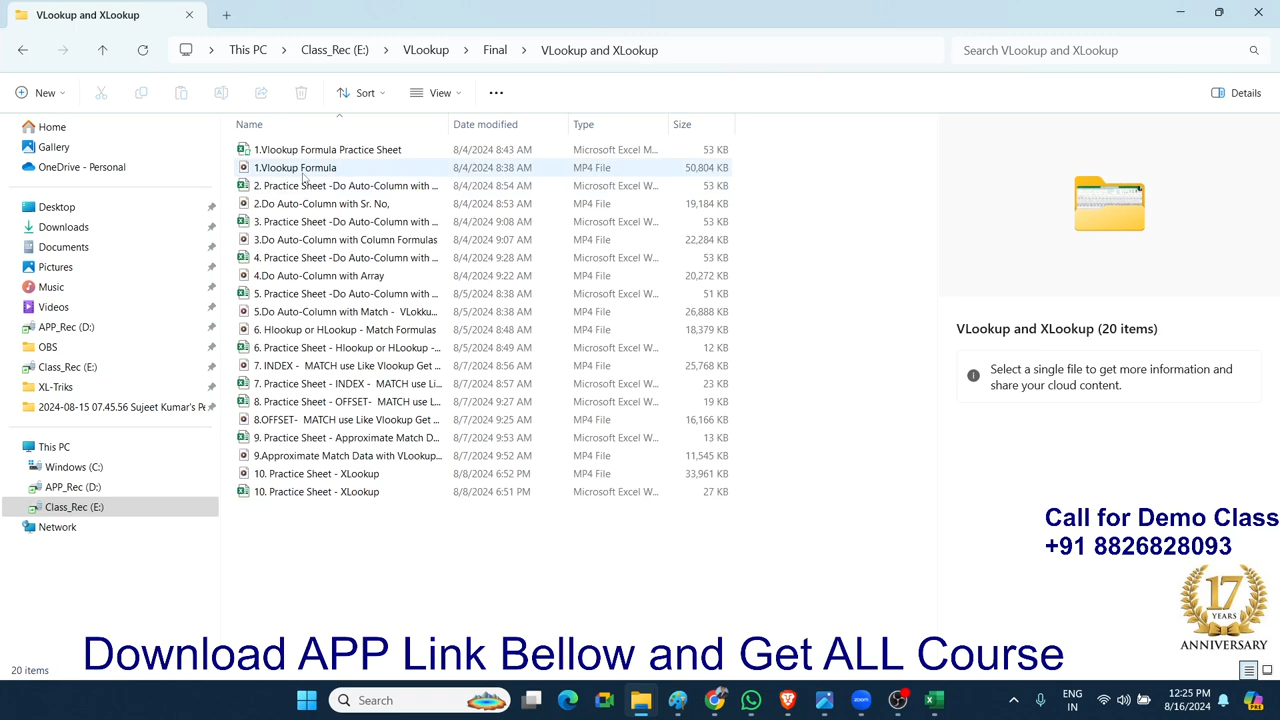 VLookup and XLookup
This PC > Class_Rec (E:) > VLookup > Final > VLookup and XLookup
Search VLookup and XLookup
New
Sort
View
Details
Home
Gallery
OneDrive - Personal
Desktop
Downloads
Documents
Pictures
Music
Videos
APP_Rec (D:)
OBS
Class_Rec (E:)
XL-Triks
2024-08-15 07.45.56 Sujeet Kumar's Pe
This PC
Windows (C:)
APP_Rec (D:)
Class_Rec (E:)
Network
Name Date modified Type Size
1.Vlookup Formula Practice Sheet 8/4/2024 8:43 AM Microsoft Excel M... 53 KB
1.Vlookup Formula 8/4/2024 8:38 AM MP4 File 50,804 KB
2. Practice Sheet -Do Auto-Column with ... 8/4/2024 8:54 AM Microsoft Excel W... 53 KB
2.Do Auto-Column with Sr. No, 8/4/2024 8:53 AM MP4 File 19,184 KB
3. Practice Sheet -Do Auto-Column with ... 8/4/2024 9:08 AM Microsoft Excel W... 53 KB
3.Do Auto-Column with Column Formulas 8/4/2024 9:07 AM MP4 File 22,284 KB
4. Practice Sheet -Do Auto-Column with ... 8/4/2024 9:28 AM Microsoft Excel W... 53 KB
4.Do Auto-Column with Array 8/4/2024 9:22 AM MP4 File 20,272 KB
5. Practice Sheet -Do Auto-Column with ... 8/5/2024 8:38 AM Microsoft Excel W... 51 KB
5.Do Auto-Column with Match - VLokku... 8/5/2024 8:38 AM MP4 File 26,888 KB
6. Hlookup or HLookup - Match Formulas 8/5/2024 8:48 AM MP4 File 18,379 KB
6. Practice Sheet - Hlookup or HLookup -... 8/5/2024 8:49 AM Microsoft Excel W... 12 KB
7. INDEX - MATCH use Like Vlookup Get ... 8/7/2024 8:56 AM MP4 File 25,768 KB
7. Practice Sheet - INDEX - MATCH use Li... 8/7/2024 8:57 AM Microsoft Excel W... 23 KB
8. Practice Sheet - OFFSET- MATCH use L... 8/7/2024 9:26 AM Microsoft Excel W... 19 KB
8.OFFSET- MATCH use Like Vlookup Get ... 8/7/2024 9:25 AM MP4 File 16,166 KB
9. Practice Sheet - Approximate Match D... 8/7/2024 9:53 AM Microsoft Excel W... 13 KB
9.Approximate Match Data with VLookup... 8/7/2024 9:52 AM MP4 File 11,545 KB
10. Practice Sheet - XLookup 8/8/2024 6:52 PM MP4 File 33,961 KB
10. Practice Sheet - XLookup 8/8/2024 6:51 PM Microsoft Excel W... 27 KB
VLookup and XLookup (20 items)
Select a single file to get more information and
share your cloud content.
Call for Demo Class
+91 8826828093
17
YEARS
ANNIVERSARY
Download APP Link Bellow and Get ALL Course
20 items
Search
zoom
ENG
IN
12:25 PM
8/16/2024